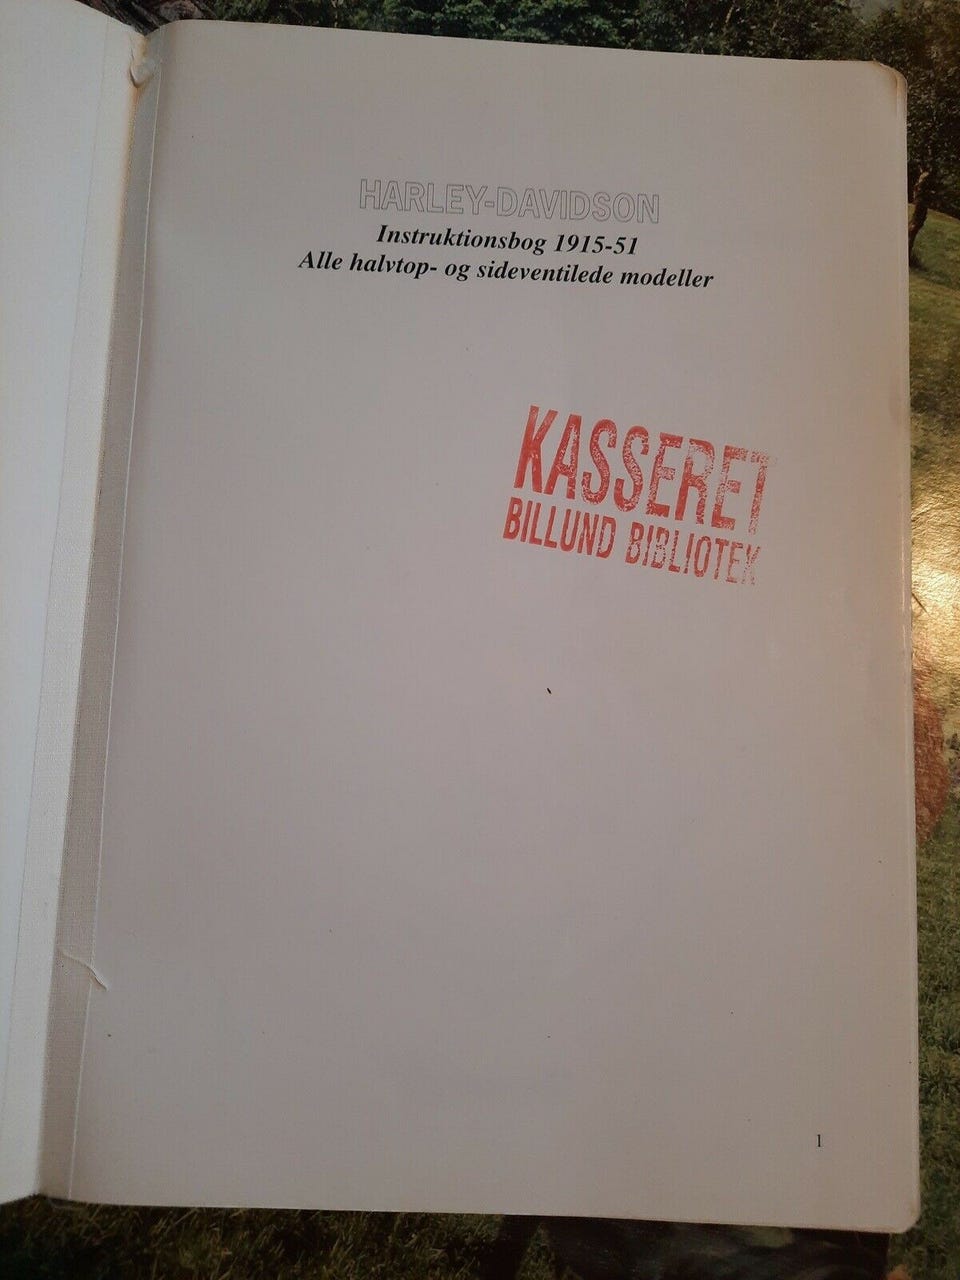 HARLEY-DAVIDSON
Instruktionsbog 1915-51
Alle halvtop- og sideventilede modeller
KASSERET
BILLUND BIBLIOTEK
1